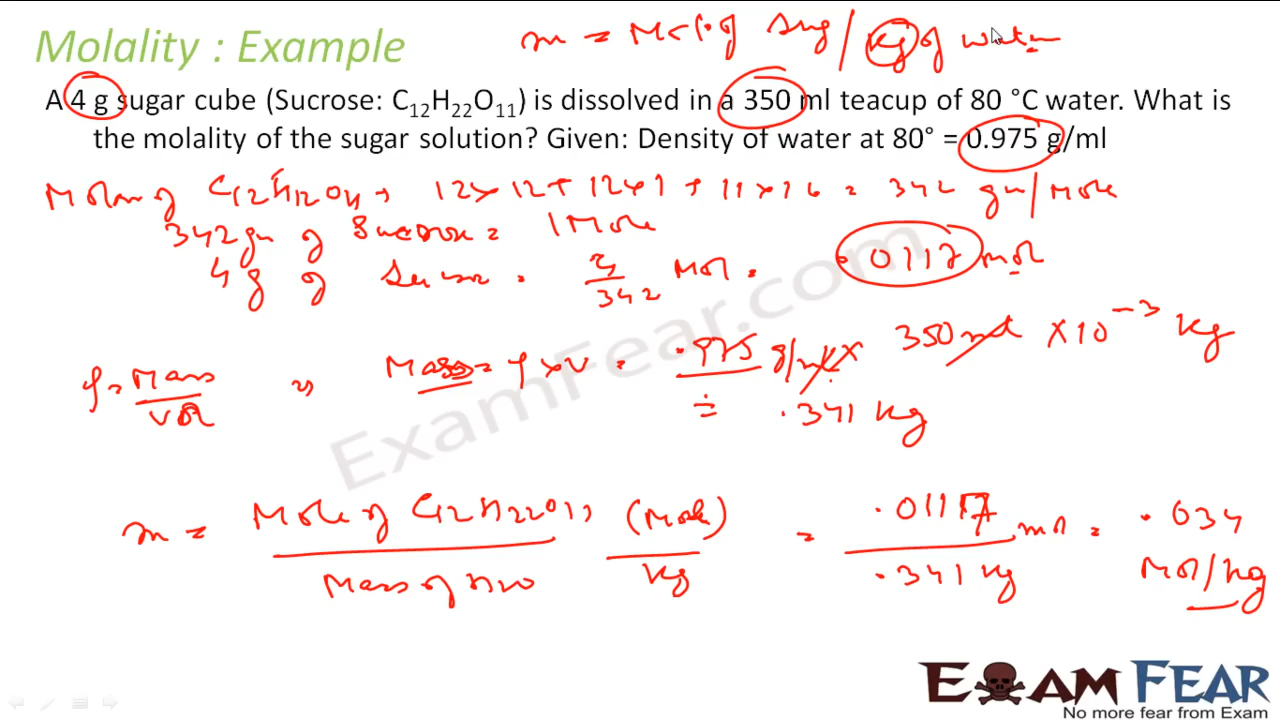 Molality : Example
m = Mol of Sug / kg of water
A 4 g sugar cube (Sucrose: C₁₂H₂₂O₁₁) is dissolved in a 350 ml teacup of 80 °C water. What is
the molality of the sugar solution? Given: Density of water at 80° = 0.975 g/ml
of C12H22O11, 12×12 + 12×1 + 11×16 = 342 gm/Mole
342gm of Sucrose = 1 Mole
4 g of = 4/342 Mol = .0117 mol
ρ = Mass/Vol => Mass = ρ × V = .975 g/ml × 350 ml × 10⁻³ kg
= .341 kg
m = Mole of C12H22O11 (Mole) / Mass of H2O kg = .0117 mol / .341 kg = .034 Mol/kg
ExamFear.com
EXAM FEAR
No more fear from Exam